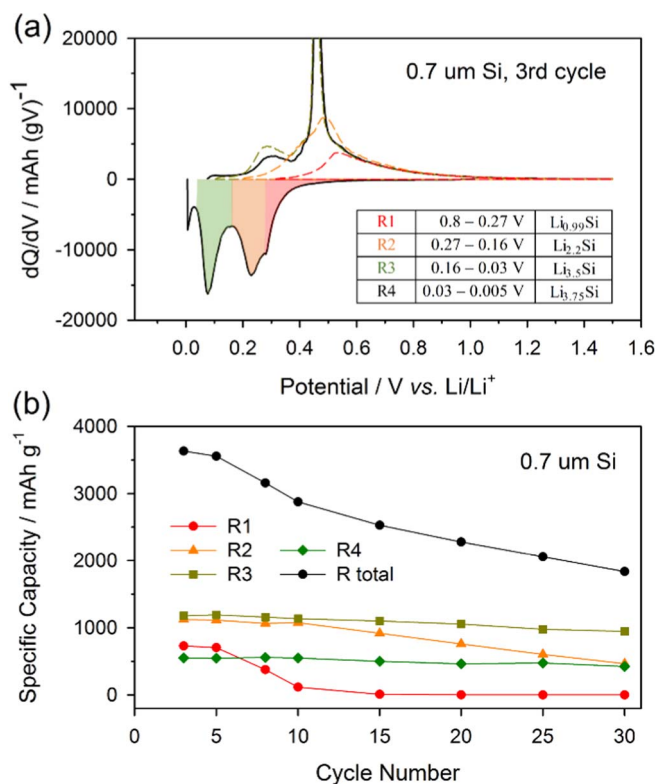 (a)
20000
10000
0
-10000
-20000
dQ/dV / mAh (gV)⁻¹
0.7 um Si, 3rd cycle
R1 0.8 – 0.27 V Li₀.₉₉Si
R2 0.27 – 0.16 V Li₂.₂Si
R3 0.16 – 0.03 V Li₃.₅Si
R4 0.03 – 0.005 V Li₃.₇₅Si
0.0 0.2 0.4 0.6 0.8 1.0 1.2 1.4 1.6
Potential / V vs. Li/Li⁺
(b)
4000
3000
2000
1000
0
Specific Capacity / mAh g⁻¹
0.7 um Si
R1
R2 R4
R3 R total
0 5 10 15 20 25 30
Cycle Number